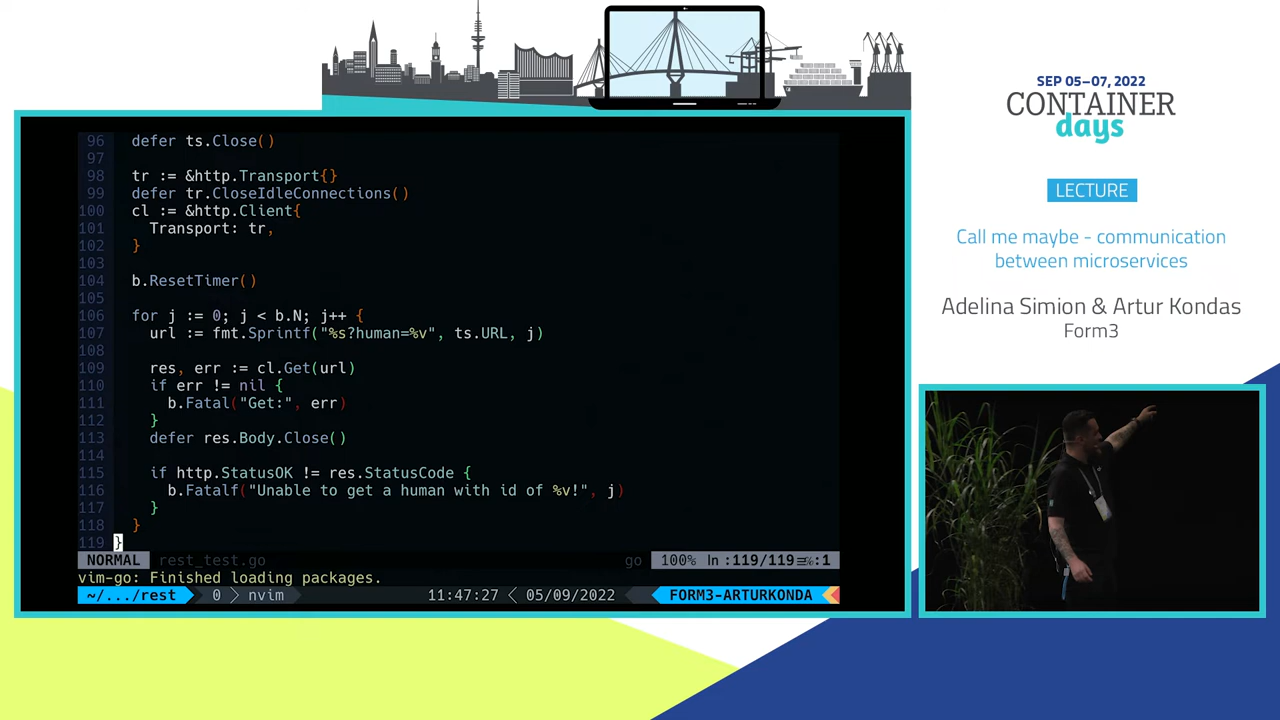 SEP 05–07, 2022
CONTAINER
days
LECTURE
Call me maybe - communication
between microservices
Adelina Simion & Artur Kondas
Form3
96 defer ts.Close()
97
98 tr := &http.Transport{}
99 defer tr.CloseIdleConnections()
100 cl := &http.Client{
101 Transport: tr,
102 }
103
104 b.ResetTimer()
105
106 for j := 0; j < b.N; j++ {
107 url := fmt.Sprintf("%s?human=%v", ts.URL, j)
108
109 res, err := cl.Get(url)
110 if err != nil {
111 b.Fatal("Get:", err)
112 }
113 defer res.Body.Close()
114
115 if http.StatusOK != res.StatusCode {
116 b.Fatalf("Unable to get a human with id of %v!", j)
117 }
118 }
119 }
NORMAL rest_test.go go 100% ln :119/119≡%:1
vim-go: Finished loading packages.
~/.../rest 0 > nvim 11:47:27 < 05/09/2022 FORM3-ARTURKONDA